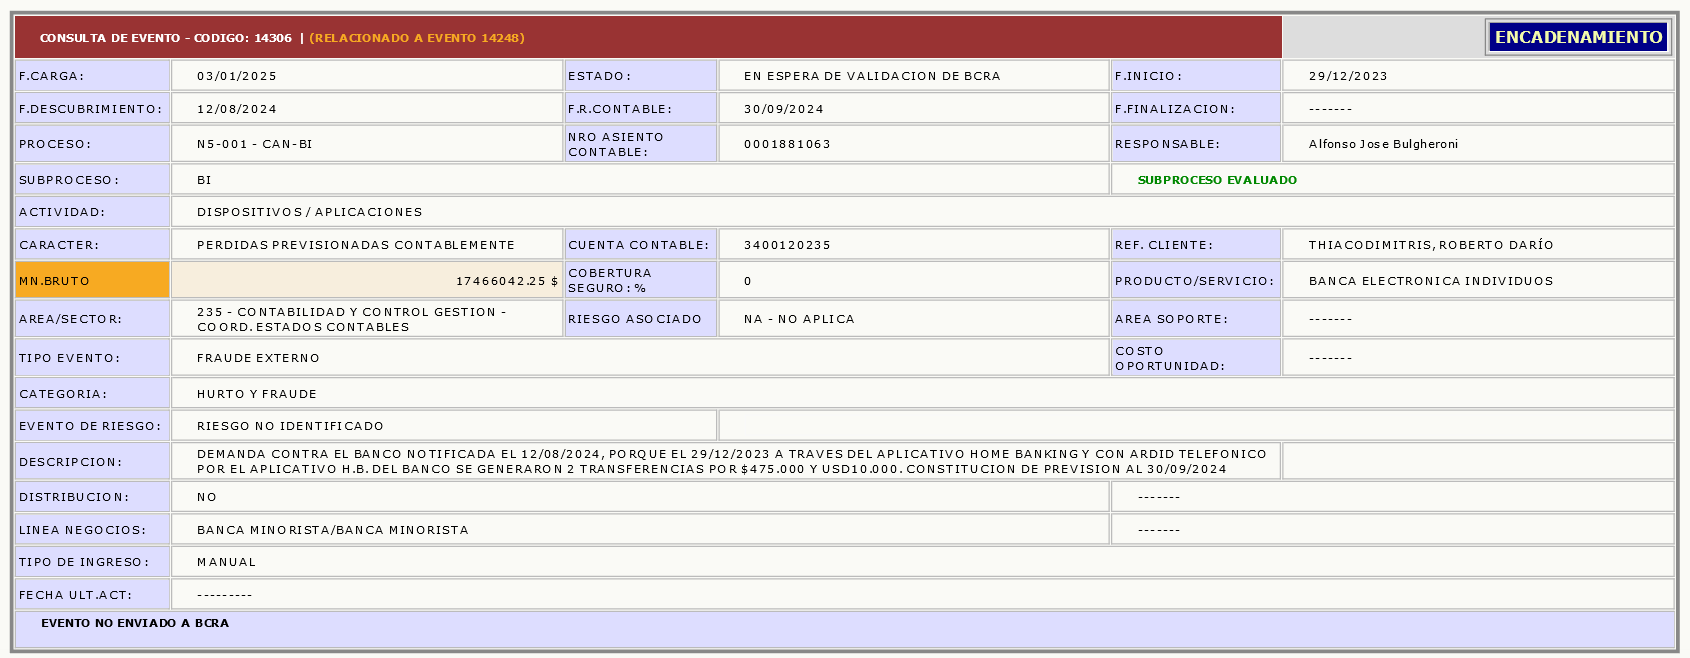 CONSULTA DE EVENTO - CODIGO: 14306 | (RELACIONADO A EVENTO 14248)
ENCADENAMIENTO
F.CARGA: 03/01/2025 ESTADO: EN ESPERA DE VALIDACION DE BCRA F.INICIO: 29/12/2023
F.DESCUBRIMIENTO: 12/08/2024 F.R.CONTABLE: 30/09/2024 F.FINALIZACION: -------
PROCESO: N5-001 - CAN-BI NRO ASIENTO CONTABLE: 0001881063 RESPONSABLE: Alfonso Jose Bulgheroni
SUBPROCESO: BI SUBPROCESO EVALUADO
ACTIVIDAD: DISPOSITIVOS / APLICACIONES
CARACTER: PERDIDAS PREVISIONADAS CONTABLEMENTE CUENTA CONTABLE: 3400120235 REF. CLIENTE: THIACODIMITRIS, ROBERTO DARÍO
MN.BRUTO 17466042.25 $ COBERTURA SEGURO: % 0 PRODUCTO/SERVICIO: BANCA ELECTRONICA INDIVIDUOS
AREA/SECTOR: 235 - CONTABILIDAD Y CONTROL GESTION - COORD. ESTADOS CONTABLES RIESGO ASOCIADO NA - NO APLICA AREA SOPORTE: -------
TIPO EVENTO: FRAUDE EXTERNO COSTO OPORTUNIDAD: -------
CATEGORIA: HURTO Y FRAUDE
EVENTO DE RIESGO: RIESGO NO IDENTIFICADO
DESCRIPCION: DEMANDA CONTRA EL BANCO NOTIFICADA EL 12/08/2024, PORQUE EL 29/12/2023 A TRAVES DEL APLICATIVO HOME BANKING Y CON ARDID TELEFONICO
POR EL APLICATIVO H.B. DEL BANCO SE GENERARON 2 TRANSFERENCIAS POR $475.000 Y USD10.000. CONSTITUCION DE PREVISION AL 30/09/2024
DISTRIBUCION: NO -------
LINEA NEGOCIOS: BANCA MINORISTA/BANCA MINORISTA -------
TIPO DE INGRESO: MANUAL
FECHA ULT.ACT: ---------
EVENTO NO ENVIADO A BCRA